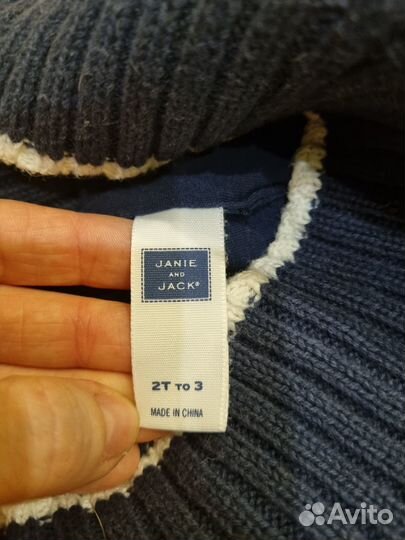 JANIE
AND
JACK®
2T TO 3
MADE IN CHINA
Avito